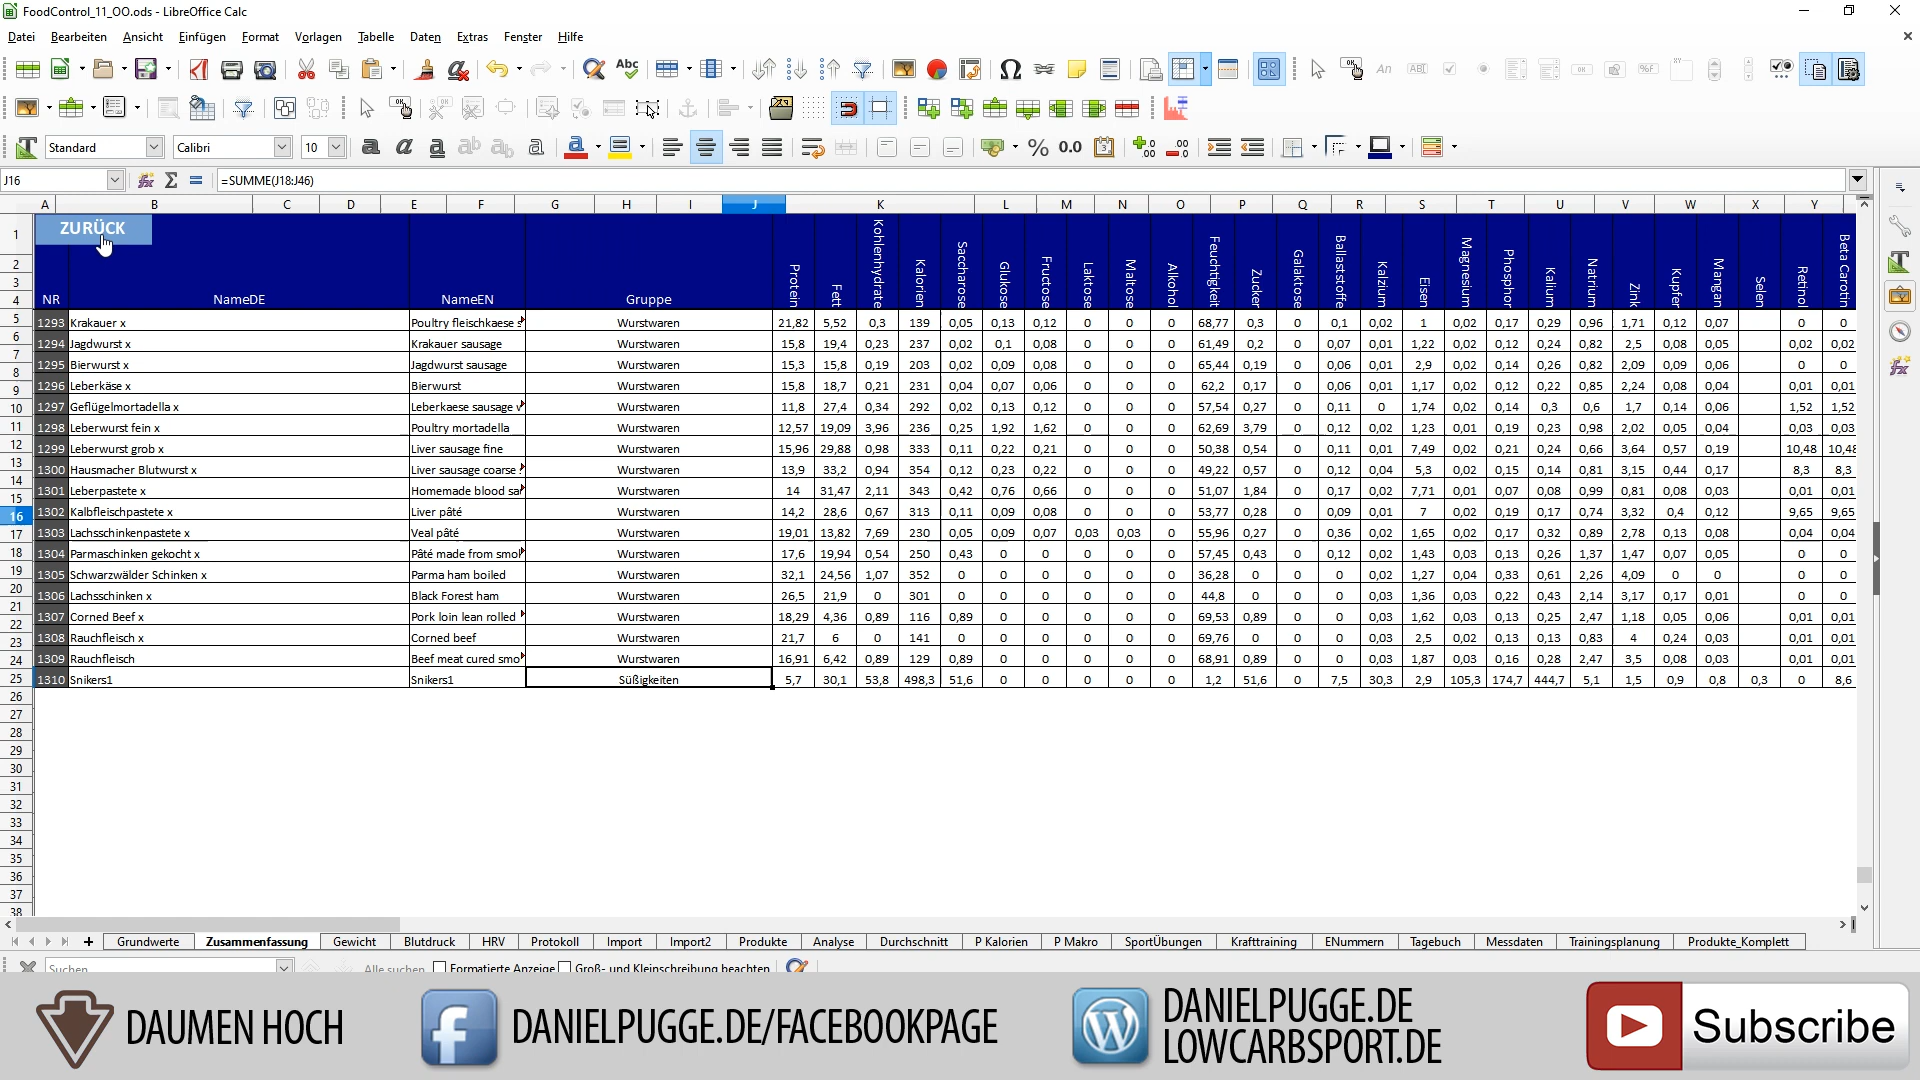 FoodControl_11_OO.ods - LibreOffice Calc
Datei Bearbeiten Ansicht Einfügen Format Vorlagen Tabelle Daten Extras Fenster Hilfe
Standard Calibri 10
J16 =SUMME(J18:J46)
A B C D E F G H I J K L M N O P Q R S T U V W X Y
ZURÜCK
NR NameDE NameEN Gruppe Protein Fett Kohlenhydrate Kalorien Saccharose Glukose Fructose Laktose Maltose Alkohol Feuchtigkeit Zucker Galaktose Ballaststoffe Kalzium Eisen Magnesium Phosphor Kalium Natrium Zink Kupfer Mangan Selen Retinol Beta Carotin
1293 Krakauer x Poultry fleischkaese s Wurstwaren 21,82 5,52 0,3 139 0,05 0,13 0,12 0 0 0 68,77 0,3 0 0,1 0,02 1 0,02 0,17 0,29 0,96 1,71 0,12 0,07 0 0
1294 Jagdwurst x Krakauer sausage Wurstwaren 15,8 19,4 0,23 237 0,02 0,1 0,08 0 0 0 61,49 0,2 0 0,07 0,01 1,22 0,02 0,12 0,24 0,82 2,5 0,08 0,05 0,02 0,02
1295 Bierwurst x Jagdwurst sausage Wurstwaren 15,3 15,8 0,19 203 0,02 0,09 0,08 0 0 0 65,44 0,19 0 0,06 0,01 2,9 0,02 0,14 0,26 0,82 2,09 0,09 0,06 0 0
1296 Leberkäse x Bierwurst Wurstwaren 15,8 18,7 0,21 231 0,04 0,07 0,06 0 0 0 62,2 0,17 0 0,06 0,01 1,17 0,02 0,12 0,22 0,85 2,24 0,08 0,04 0,01 0,01
1297 Geflügelmortadella x Leberkaese sausage v Wurstwaren 11,8 27,4 0,34 292 0,02 0,13 0,12 0 0 0 57,54 0,27 0 0,11 0 1,74 0,02 0,14 0,3 0,6 1,7 0,14 0,06 1,52 1,52
1298 Leberwurst fein x Poultry mortadella Wurstwaren 12,57 19,09 3,96 236 0,25 1,92 1,62 0 0 0 62,69 3,79 0 0,12 0,02 1,23 0,01 0,19 0,23 0,98 2,02 0,05 0,04 0,03 0,03
1299 Leberwurst grob x Liver sausage fine Wurstwaren 15,96 29,88 0,98 333 0,11 0,22 0,21 0 0 0 50,38 0,54 0 0,11 0,01 7,49 0,02 0,21 0,24 0,66 3,64 0,57 0,19 10,48 10,48
1300 Hausmacher Blutwurst x Liver sausage coarse Wurstwaren 13,9 33,2 0,94 354 0,12 0,23 0,22 0 0 0 49,22 0,57 0 0,12 0,04 5,3 0,02 0,15 0,14 0,81 3,15 0,44 0,17 8,3 8,3
1301 Leberpastete x Homemade blood sa Wurstwaren 14 31,47 2,11 343 0,42 0,76 0,66 0 0 0 51,07 1,84 0 0,17 0,02 7,71 0,01 0,07 0,08 0,99 0,81 0,08 0,03 0,01 0,01
1302 Kalbfleischpastete x Liver pâté Wurstwaren 14,2 28,6 0,67 313 0,11 0,09 0,08 0 0 0 53,77 0,28 0 0,09 0,01 7 0,02 0,19 0,17 0,74 3,32 0,4 0,12 9,65 9,65
1303 Lachsschinkenpastete x Veal pâté Wurstwaren 19,01 13,82 7,69 230 0,05 0,09 0,07 0,03 0,03 0 55,96 0,27 0 0,36 0,02 1,65 0,02 0,17 0,32 0,89 2,78 0,13 0,08 0,04 0,04
1304 Parmaschinken gekocht x Pâté made from smo Wurstwaren 17,6 19,94 0,54 250 0,43 0 0 0 0 0 57,45 0,43 0 0,12 0,02 1,43 0,03 0,13 0,26 1,37 1,47 0,07 0,05 0 0
1305 Schwarzwälder Schinken x Parma ham boiled Wurstwaren 32,1 24,56 1,07 352 0 0 0 0 0 0 36,28 0 0 0 0,02 1,27 0,04 0,33 0,61 2,26 4,09 0 0 0 0
1306 Lachsschinken x Black Forest ham Wurstwaren 26,5 21,9 0 301 0 0 0 0 0 0 44,8 0 0 0 0,03 1,36 0,03 0,22 0,43 2,14 3,17 0,17 0,01 0 0
1307 Corned Beef x Pork loin lean rolled Wurstwaren 18,29 4,36 0,89 116 0,89 0 0 0 0 0 69,53 0,89 0 0 0,03 1,62 0,03 0,13 0,25 2,47 1,18 0,05 0,06 0,01 0,01
1308 Rauchfleisch x Corned beef Wurstwaren 21,7 6 0 141 0 0 0 0 0 0 69,76 0 0 0 0,03 2,5 0,02 0,13 0,13 0,83 4 0,24 0,03 0,01 0,01
1309 Rauchfleisch Beef meat cured smo Wurstwaren 16,91 6,42 0,89 129 0,89 0 0 0 0 0 68,91 0,89 0 0 0,03 1,87 0,03 0,16 0,28 2,47 3,5 0,08 0,03 0,01 0,01
1310 Snikers1 Snikers1 Süßigkeiten 5,7 30,1 53,8 498,3 51,6 0 0 0 0 0 1,2 51,6 0 7,5 30,3 2,9 105,3 174,7 444,7 5,1 1,5 0,9 0,8 0,3 0 8,6
1
2
3
4
5
6
7
8
9
10
11
12
13
14
15
16
17
18
19
20
21
22
23
24
25
26
27
28
29
30
31
32
33
34
35
36
37
38
Grundwerte Zusammenfassung Gewicht Blutdruck HRV Protokoll Import Import2 Produkte Analyse Durchschnitt P Kalorien P Makro SportÜbungen Krafttraining ENummern Tagebuch Messdaten Trainingsplanung Produkte_Komplett
Suchen Alle suchen Formatierte Anzeige Groß- und Kleinschreibung beachten
DAUMEN HOCH
DANIELPUGGE.DE/FACEBOOKPAGE
DANIELPUGGE.DE
LOWCARBSPORT.DE
Subscribe